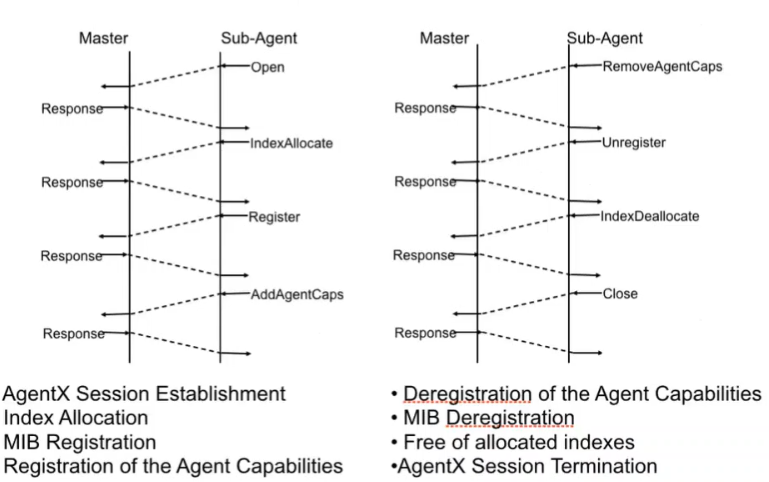 Master Sub-Agent
Open
Response
IndexAllocate
Response
Register
Response
AddAgentCaps
Response
AgentX Session Establishment
Index Allocation
MIB Registration
Registration of the Agent Capabilities
Master Sub-Agent
RemoveAgentCaps
Response
Unregister
Response
IndexDeallocate
Response
Close
Response
• Deregistration of the Agent Capabilities
• MIB Deregistration
• Free of allocated indexes
•AgentX Session Termination